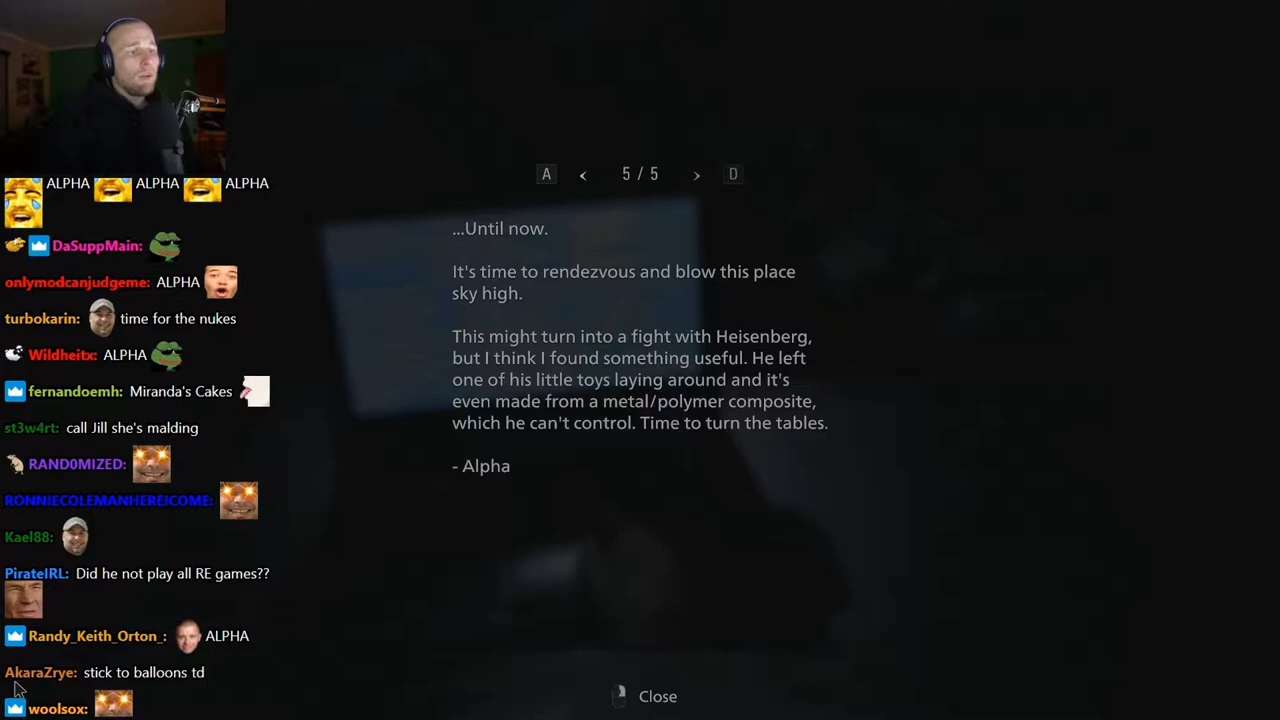 ALPHA ALPHA ALPHA
DaSuppMain:
onlymodcanjudgeme: ALPHA
turbokarin: time for the nukes
Wildheitx: ALPHA
fernandoemh: Miranda's Cakes
st3w4rt: call Jill she's malding
RAND0MIZED:
RONNIECOLEMANHEREICOME:
Kael88:
PirateIRL: Did he not play all RE games??
Randy_Keith_Orton_: ALPHA
AkaraZrye: stick to balloons td
woolsox:
A < 5 / 5 > D
...Until now.
It's time to rendezvous and blow this place
sky high.
This might turn into a fight with Heisenberg,
but I think I found something useful. He left
one of his little toys laying around and it's
even made from a metal/polymer composite,
which he can't control. Time to turn the tables.
- Alpha
Close